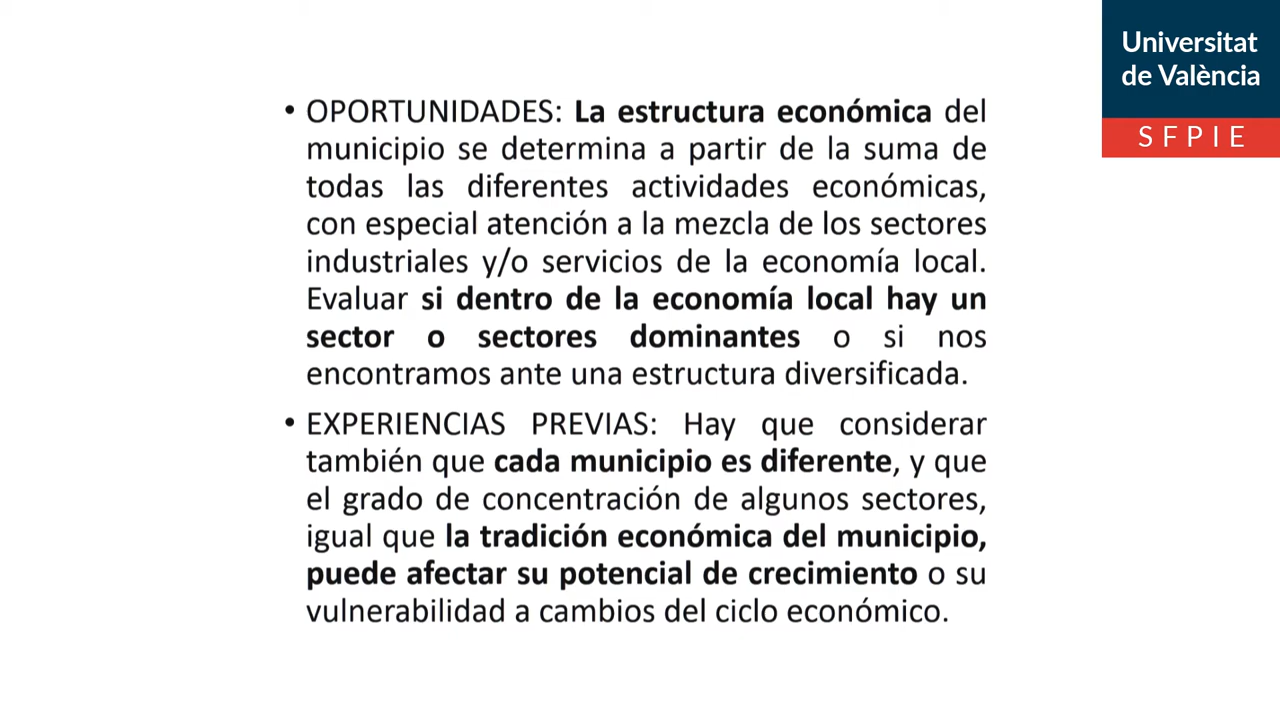 Universitat
de València
SFPIE
• OPORTUNIDADES: La estructura económica del
municipio se determina a partir de la suma de
todas las diferentes actividades económicas,
con especial atención a la mezcla de los sectores
industriales y/o servicios de la economía local.
Evaluar si dentro de la economía local hay un
sector o sectores dominantes o si nos
encontramos ante una estructura diversificada.
• EXPERIENCIAS PREVIAS: Hay que considerar
también que cada municipio es diferente, y que
el grado de concentración de algunos sectores,
igual que la tradición económica del municipio,
puede afectar su potencial de crecimiento o su
vulnerabilidad a cambios del ciclo económico.